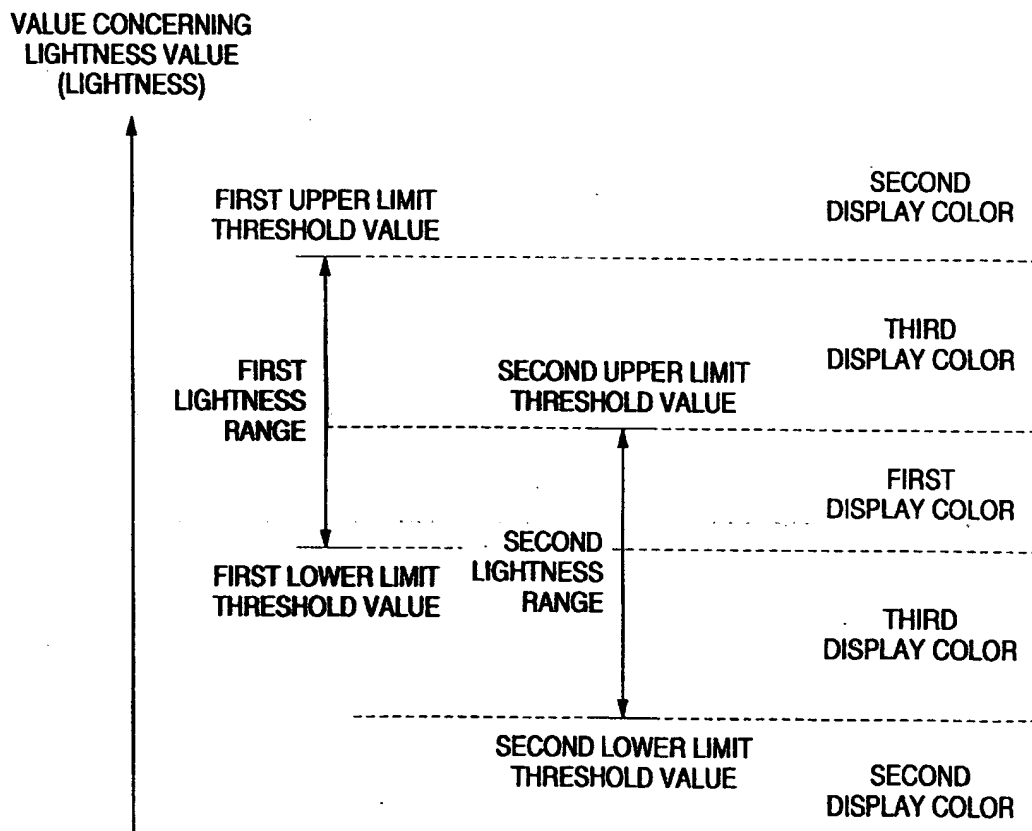 VALUE CONCERNING
LIGHTNESS VALUE
(LIGHTNESS)
FIRST UPPER LIMIT
THRESHOLD VALUE
SECOND
DISPLAY COLOR
FIRST
LIGHTNESS
RANGE
SECOND UPPER LIMIT
THRESHOLD VALUE
THIRD
DISPLAY COLOR
FIRST
DISPLAY COLOR
FIRST LOWER LIMIT
THRESHOLD VALUE
SECOND
LIGHTNESS
RANGE
THIRD
DISPLAY COLOR
SECOND LOWER LIMIT
THRESHOLD VALUE
SECOND
DISPLAY COLOR